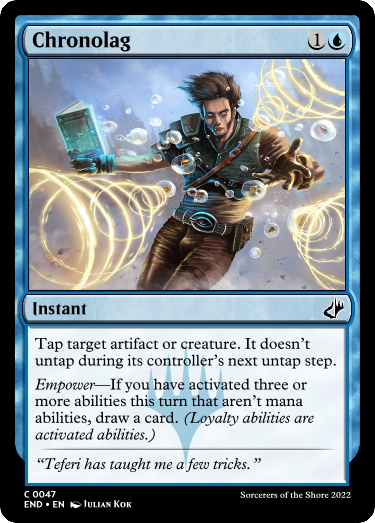 Chronolag 1
Instant
Tap target artifact or creature. It doesn't
untap during its controller's next untap step.
Empower—If you have activated three or
more abilities this turn that aren't mana
abilities, draw a card. (Loyalty abilities are
activated abilities.)
"Teferi has taught me a few tricks."
C 0047
END • EN Julian Kok Sorcerers of the Shore 2022